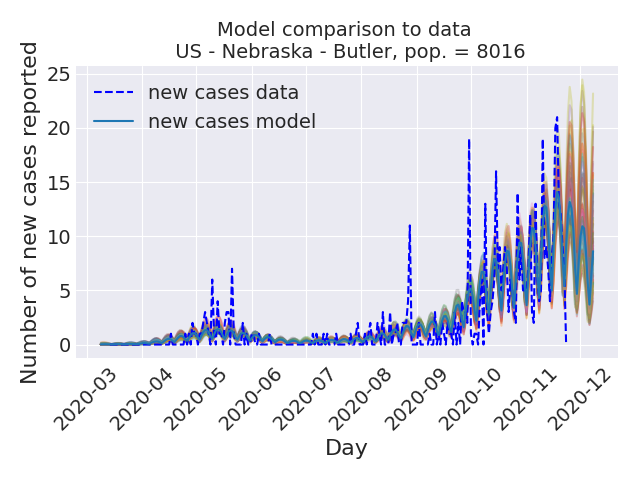 Model comparison to data
US - Nebraska - Butler, pop. = 8016
Number of new cases reported
25
20
15
10
5
0
new cases data
new cases model
2020-03
2020-04
2020-05
2020-06
2020-07
2020-08
2020-09
2020-10
2020-11
2020-12
Day